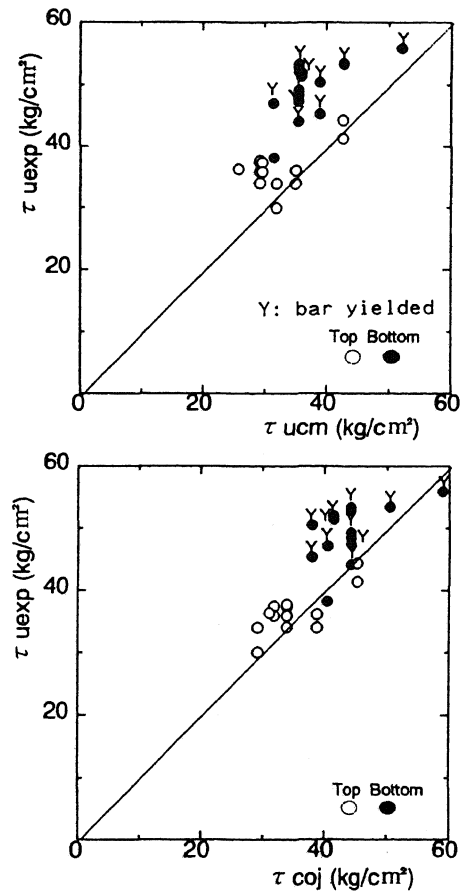 60
Y Y Y Y
Y Y
Y Y Y
40
τ uexp (kg/cm²)
20
Y: bar yielded
Top Bottom
0 20 40 60
τ ucm (kg/cm²)
60
Y
Y Y Y
Y Y Y
Y Y Y
40
τ uexp (kg/cm²)
20
Top Bottom
0
0 20 40 60
τ coj (kg/cm²)